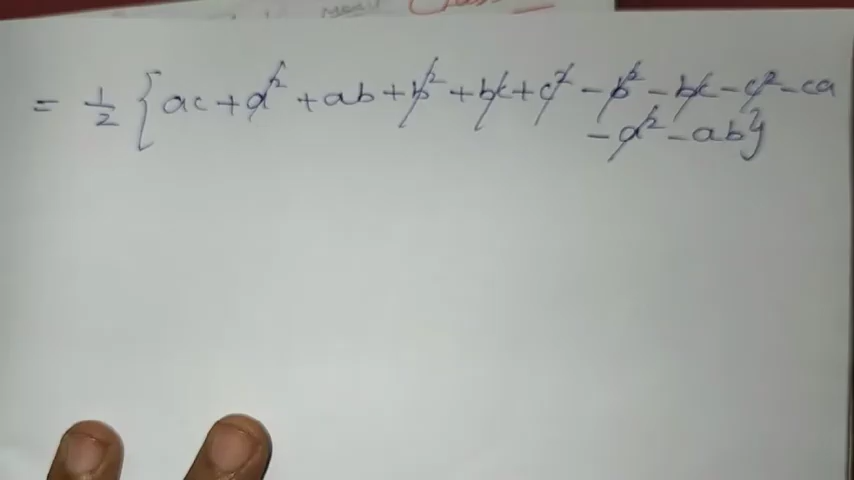 = 1/2 { ac + a² + ab + b² + bc + c² - b² - bc - c² - ca
- a² - ab }